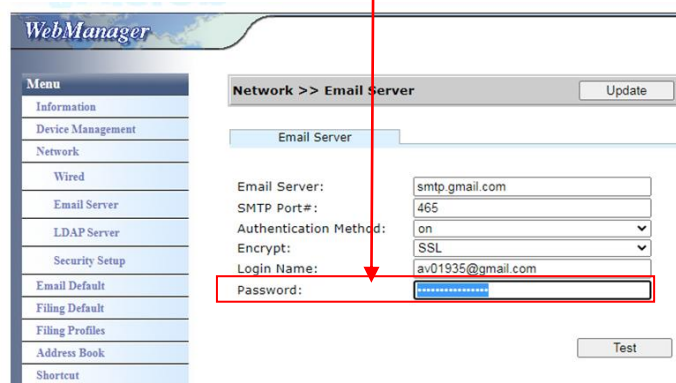 WebManager
Menu
Information
Device Management
Network
Wired
Email Server
LDAP Server
Security Setup
Email Default
Filing Default
Filing Profiles
Address Book
Shortcut
Network >> Email Server
Update
Email Server
Email Server: smtp.gmail.com
SMTP Port#: 465
Authentication Method: on
Encrypt: SSL
Login Name: av01935@gmail.com
Password: ••••••••••••••••
Test